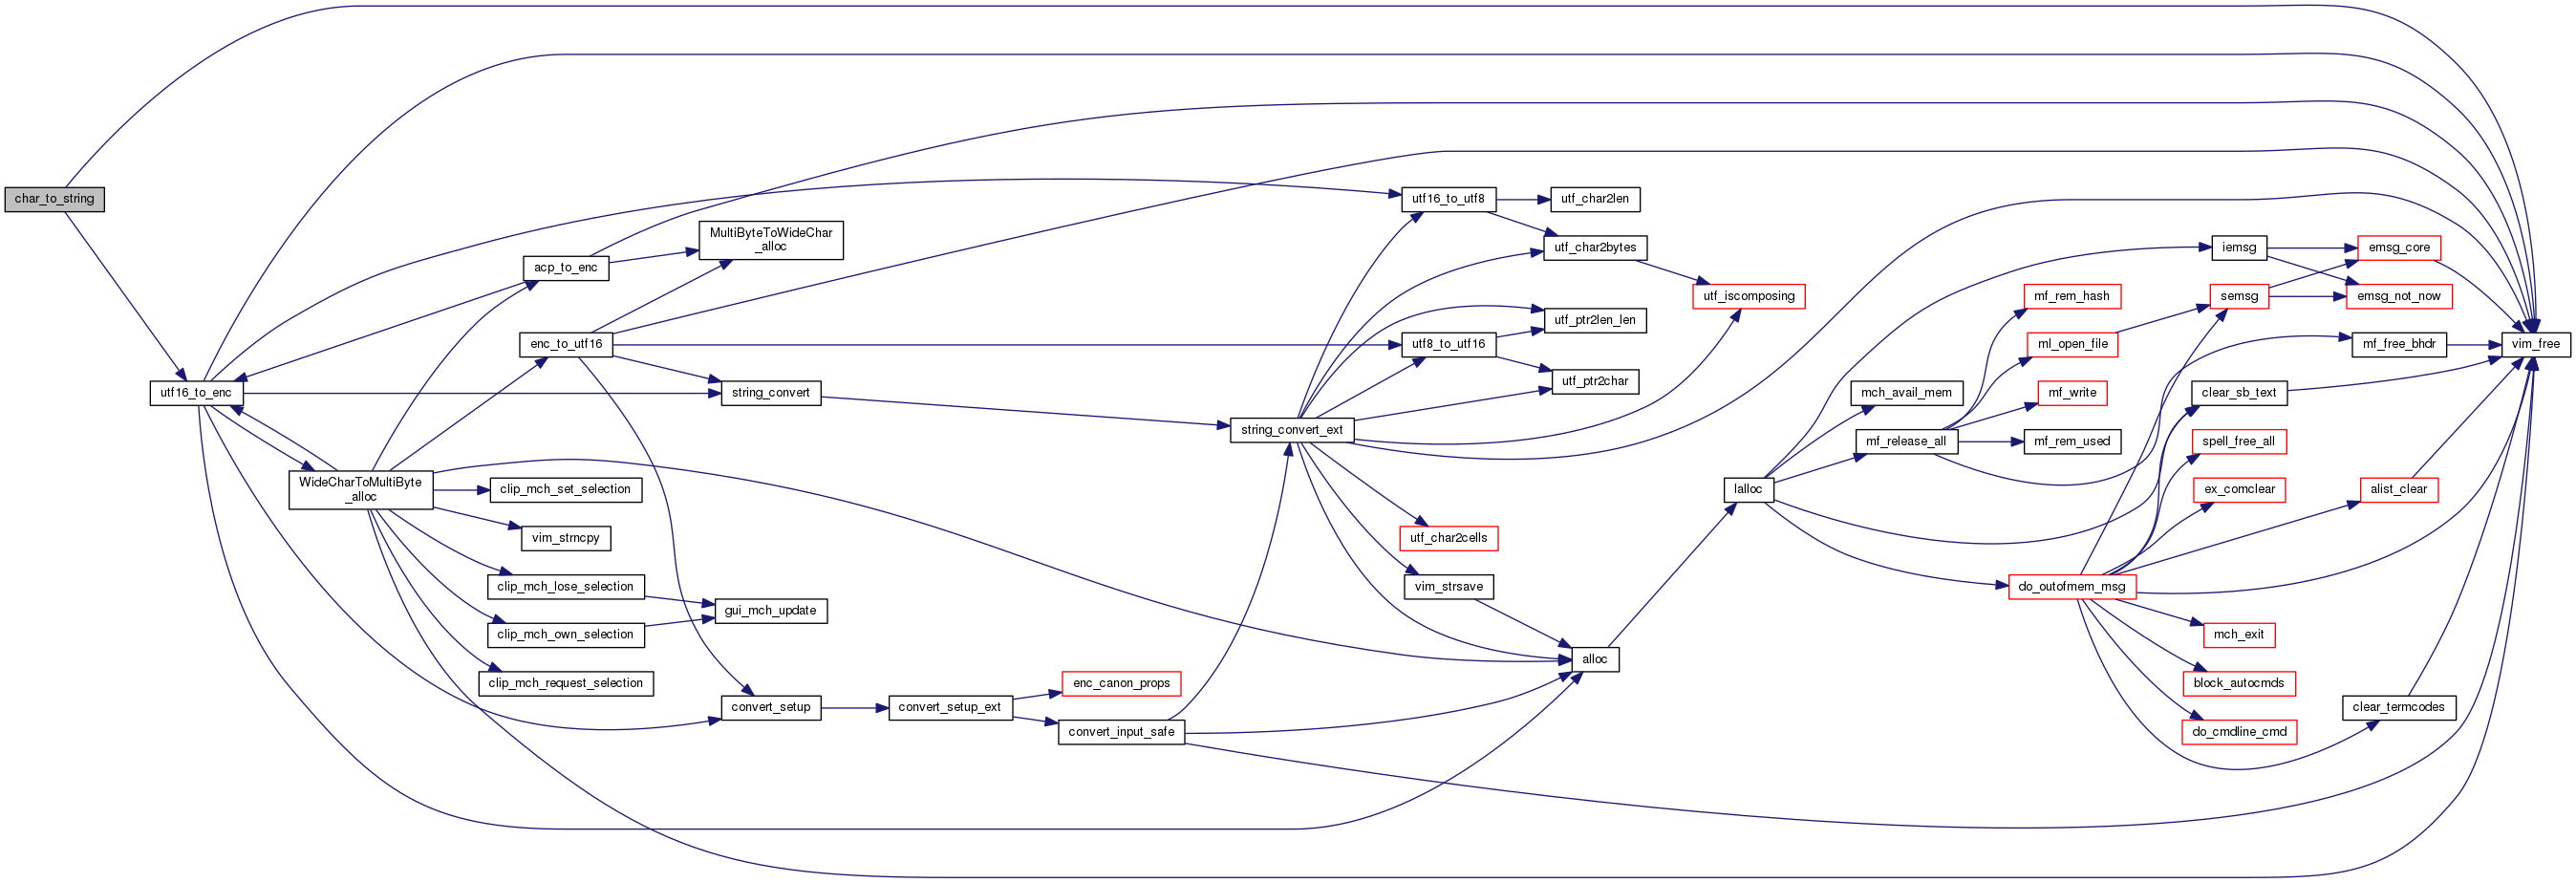 char_to_string
utf16_to_enc
WideCharToMultiByte
_alloc
acp_to_enc
enc_to_utf16
clip_mch_set_selection
vim_strncpy
clip_mch_lose_selection
clip_mch_own_selection
clip_mch_request_selection
MultiByteToWideChar
_alloc
string_convert
gui_mch_update
convert_setup
convert_setup_ext
enc_canon_props
convert_input_safe
string_convert_ext
utf16_to_utf8
utf8_to_utf16
utf_char2cells
vim_strsave
utf_char2len
utf_char2bytes
utf_ptr2len_len
utf_ptr2char
alloc
utf_iscomposing
lalloc
mch_avail_mem
mf_release_all
mf_rem_hash
ml_open_file
mf_write
mf_rem_used
do_outofmem_msg
iemsg
semsg
clear_sb_text
spell_free_all
ex_comclear
mch_exit
block_autocmds
do_cmdline_cmd
emsg_core
emsg_not_now
mf_free_bhdr
alist_clear
clear_termcodes
vim_free